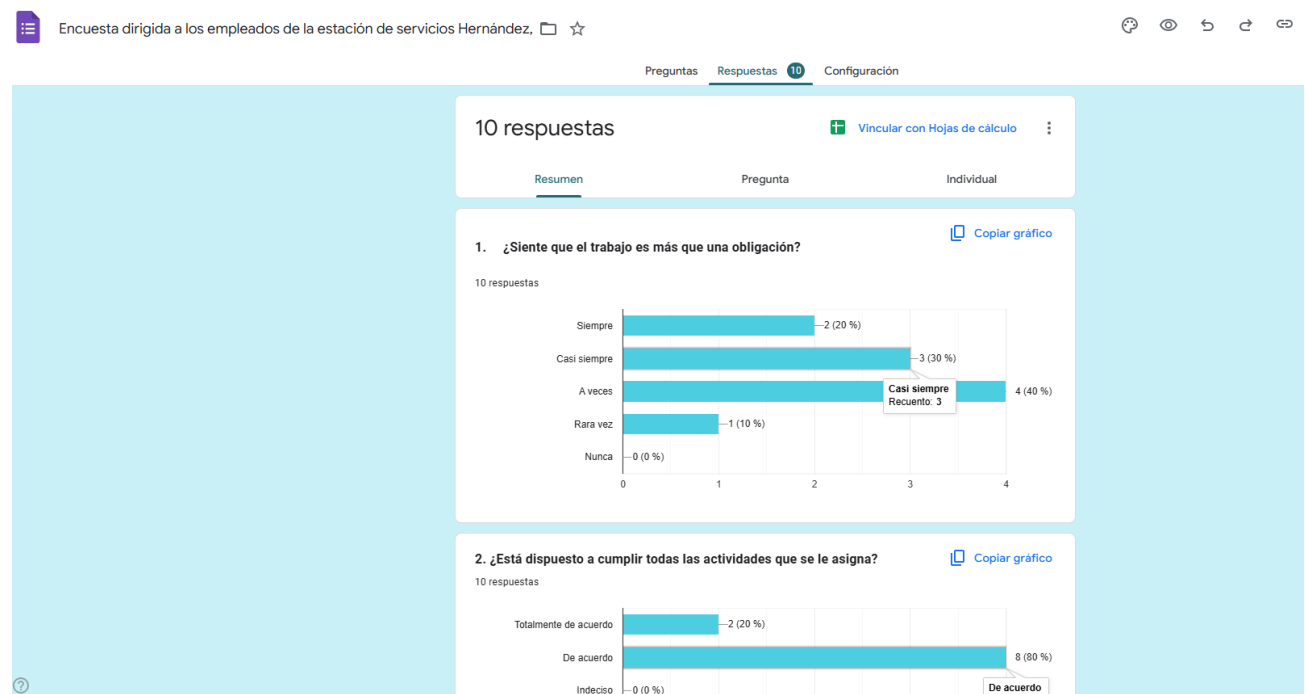 Encuesta dirigida a los empleados de la estación de servicios Hernández,
Preguntas Respuestas 10 Configuración
10 respuestas Vincular con Hojas de cálculo
Resumen Pregunta Individual
Copiar gráfico
1. ¿Siente que el trabajo es más que una obligación?
10 respuestas
Siempre 2 (20 %)
Casi siempre 3 (30 %)
A veces 4 (40 %)
Casi siempre
Recuento: 3
Rara vez 1 (10 %)
Nunca 0 (0 %)
0 1 2 3 4
2. ¿Está dispuesto a cumplir todas las actividades que se le asigna? Copiar gráfico
10 respuestas
Totalmente de acuerdo 2 (20 %)
De acuerdo 8 (80 %)
Indeciso 0 (0 %)
De acuerdo